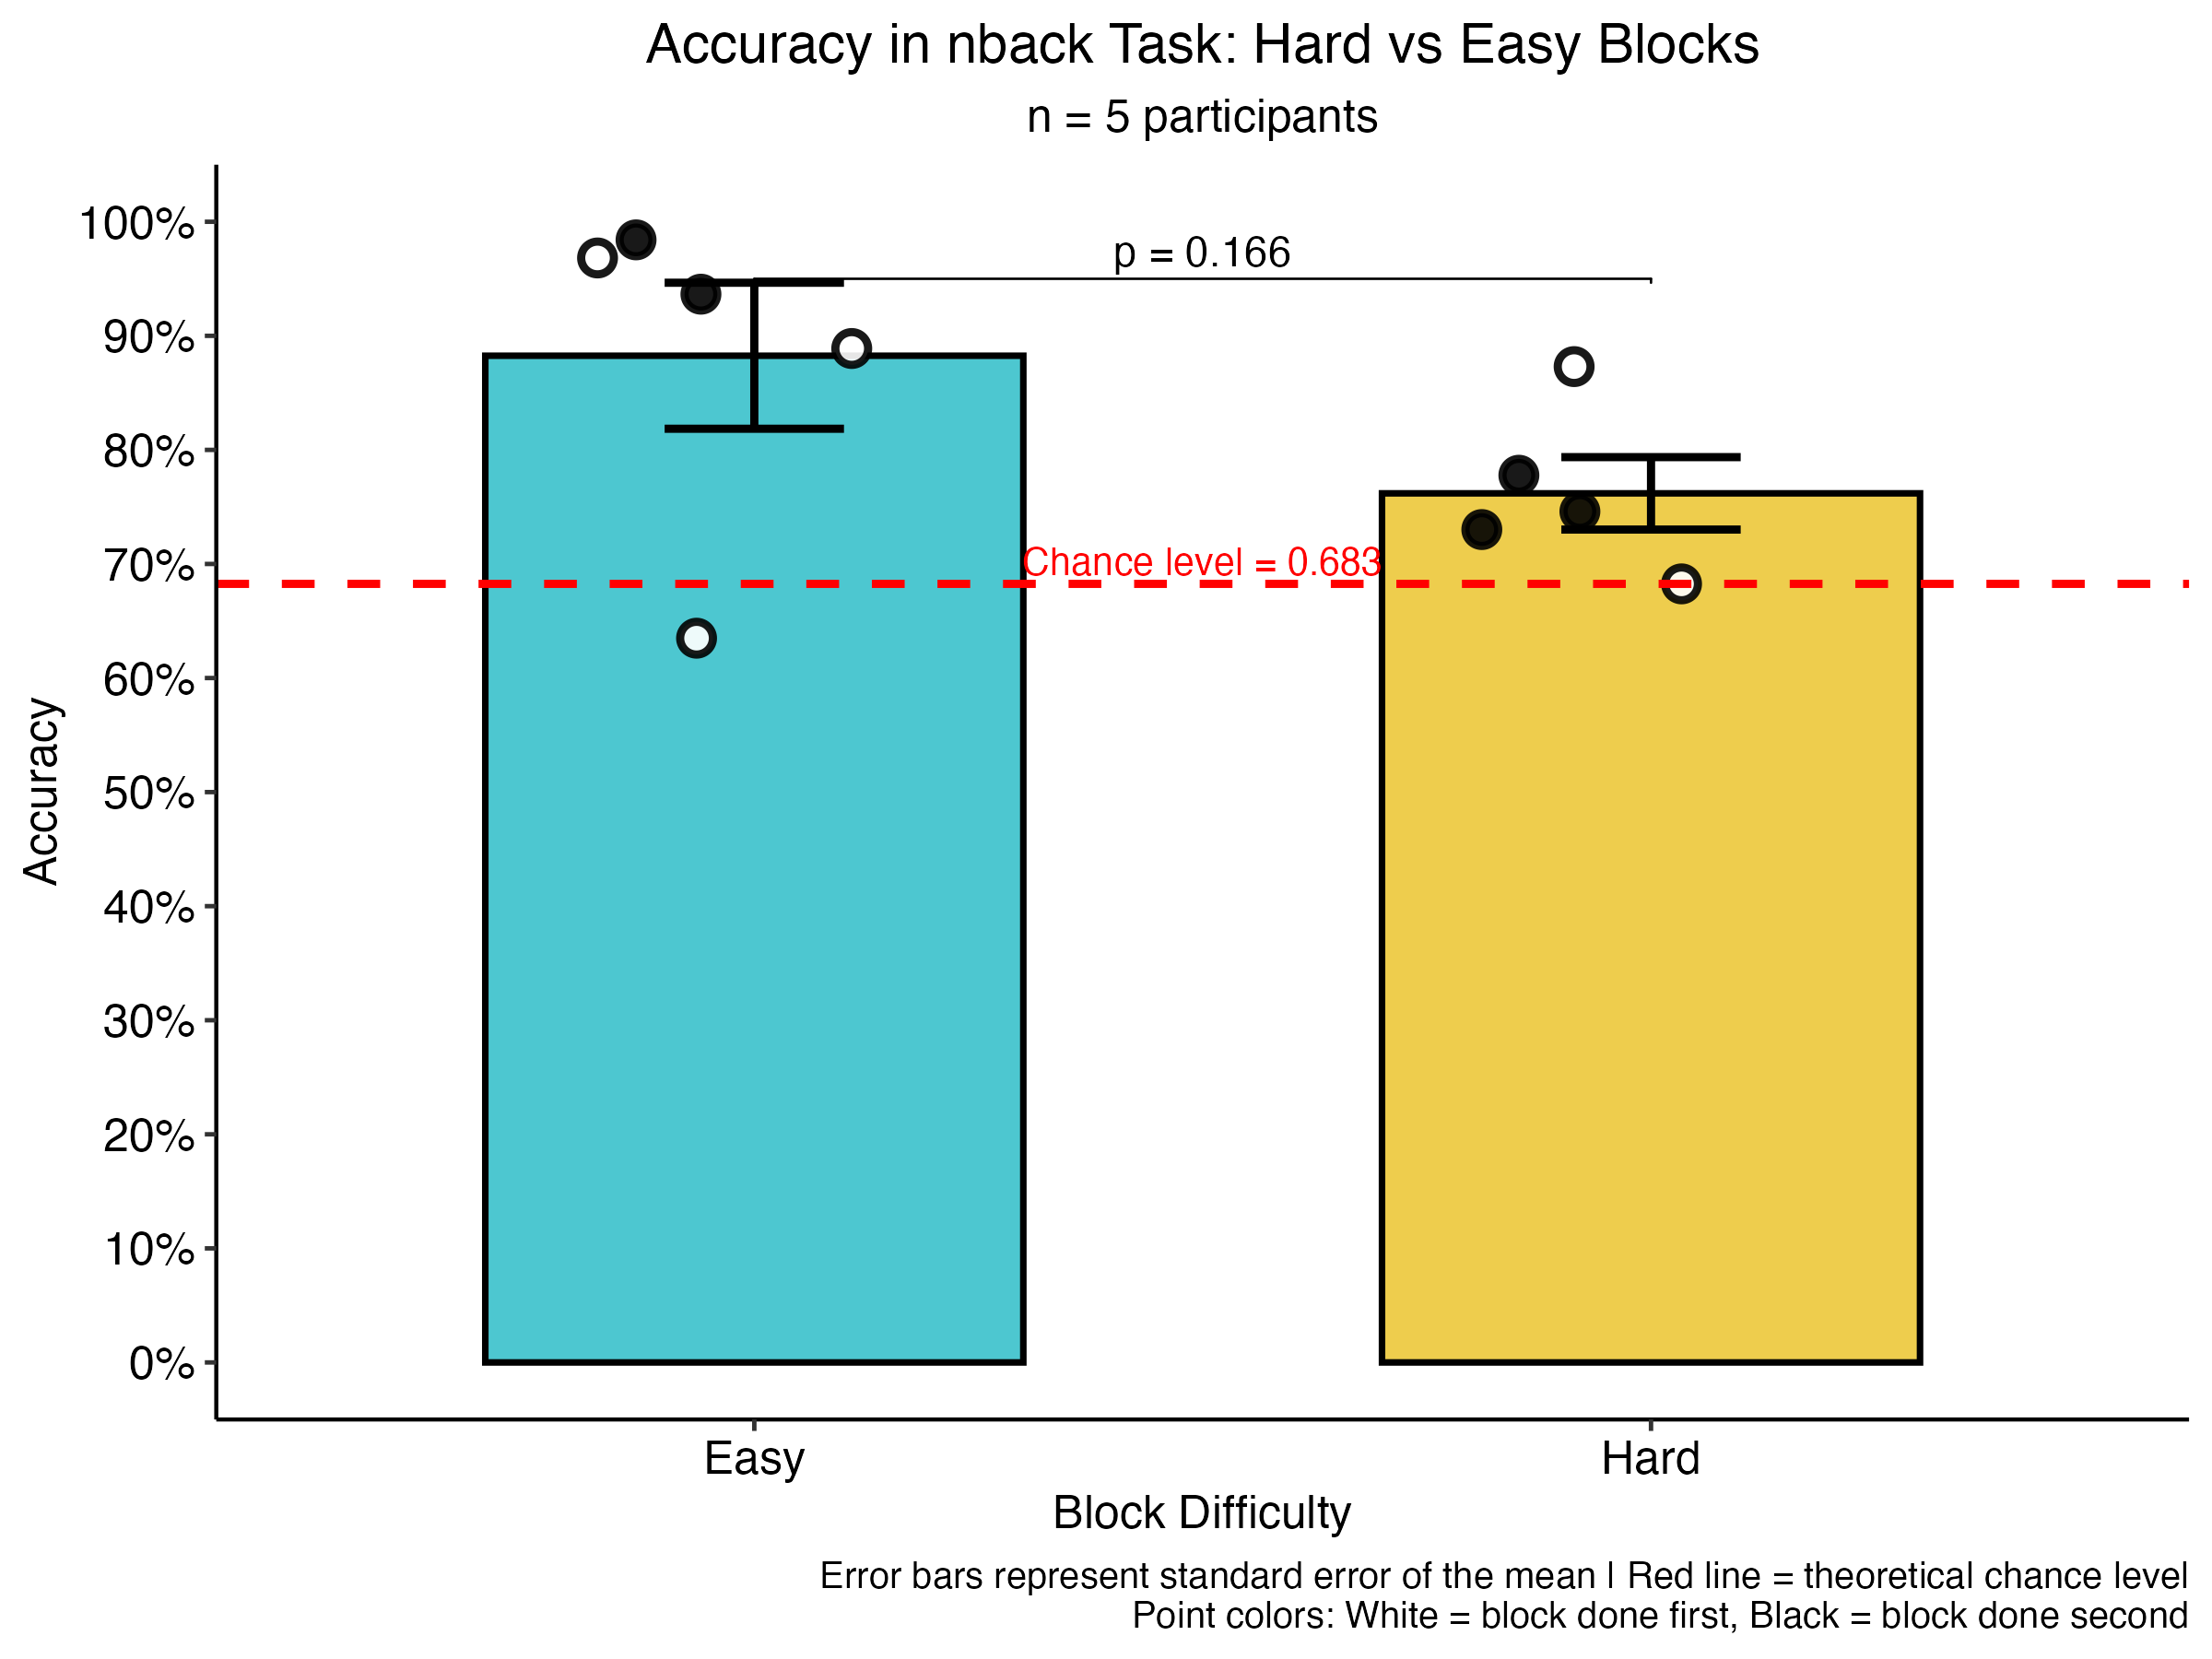 Accuracy in nback Task: Hard vs Easy Blocks
n = 5 participants
100%
90%
80%
70%
60%
50%
40%
30%
20%
10%
0%
Accuracy
p = 0.166
Chance level = 0.683
Easy
Hard
Block Difficulty
Error bars represent standard error of the mean | Red line = theoretical chance level
Point colors: White = block done first, Black = block done second